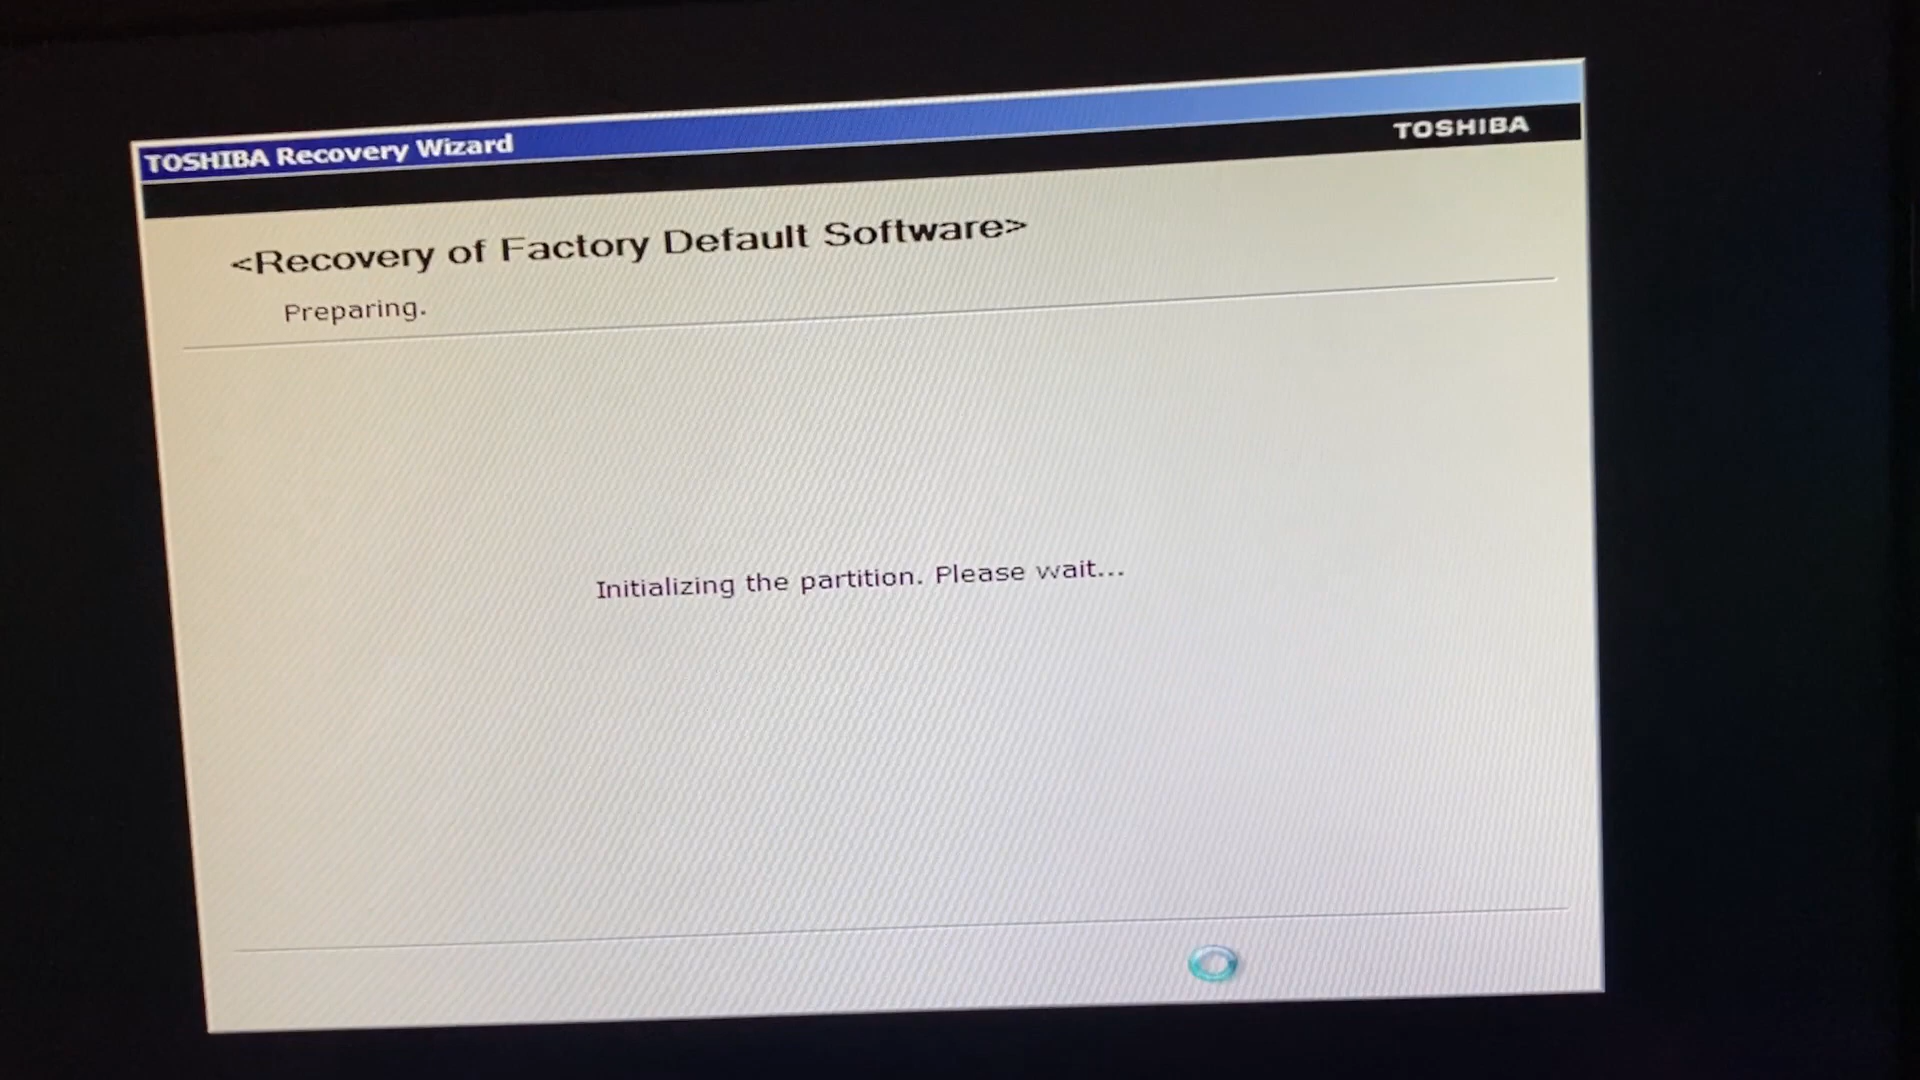 TOSHIBA Recovery Wizard
TOSHIBA
<Recovery of Factory Default Software>
Preparing.
Initializing the partition. Please wait...